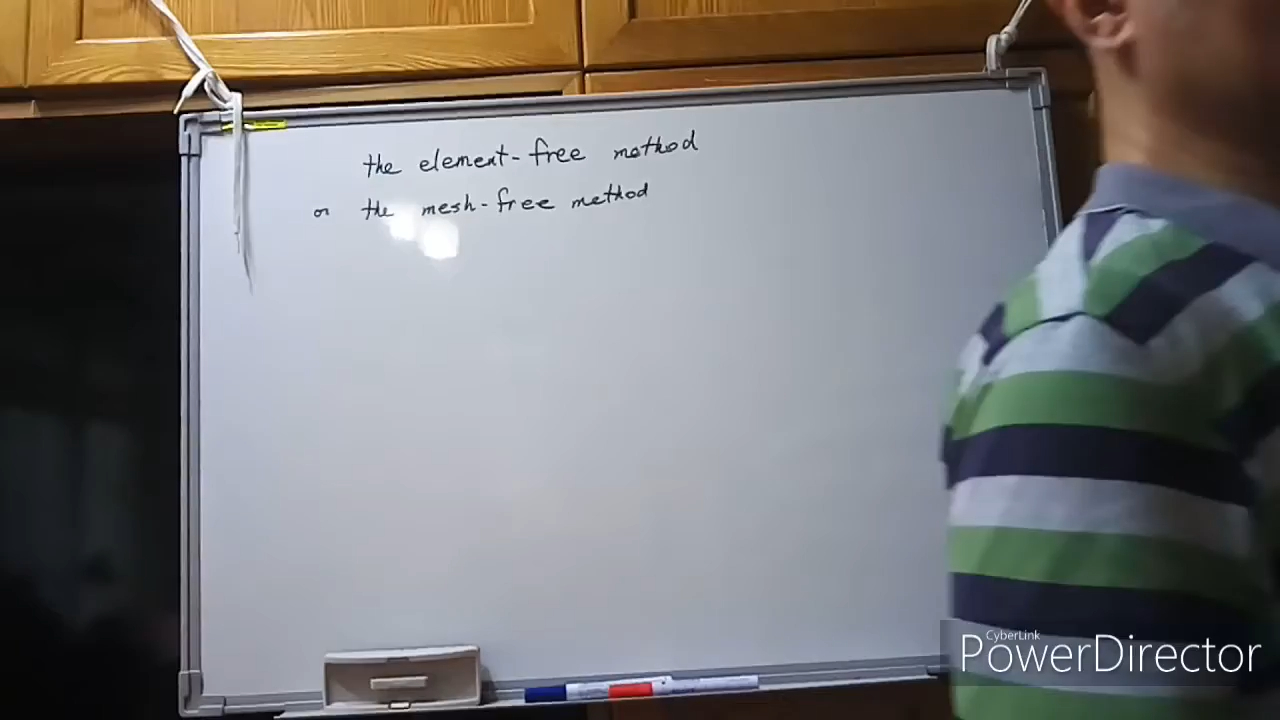 the element-free method
or the mesh-free method
CyberLink
PowerDirector